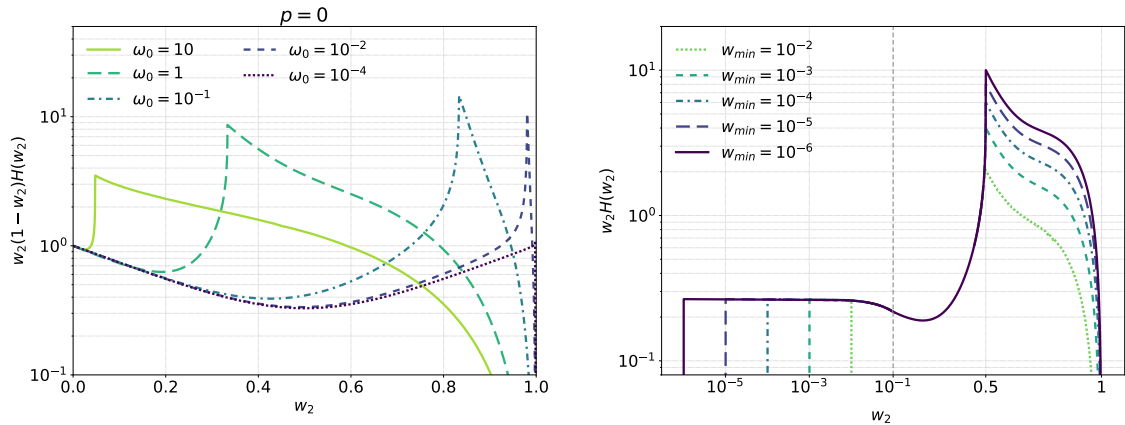 p = 0
ω₀ = 10
ω₀ = 1
ω₀ = 10⁻¹
ω₀ = 10⁻²
ω₀ = 10⁻⁴
w₂(1 − w₂)H(w₂)
10¹
10⁰
10⁻¹
0.0 0.2 0.4 0.6 0.8 1.0
w₂
w_min = 10⁻²
w_min = 10⁻³
w_min = 10⁻⁴
w_min = 10⁻⁵
w_min = 10⁻⁶
w₂H(w₂)
10¹
10⁰
10⁻¹
10⁻⁵ 10⁻³ 10⁻¹ 0.5 1
w₂